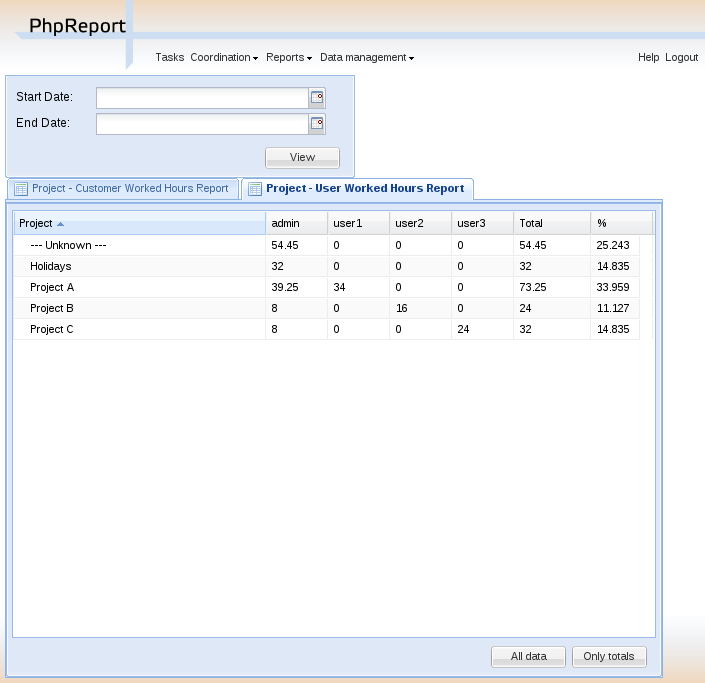 PhpReport
Tasks Coordination Reports Data management Help Logout
Start Date:
End Date:
View
Project - Customer Worked Hours Report Project - User Worked Hours Report
Project admin user1 user2 user3 Total %
--- Unknown --- 54.45 0 0 0 54.45 25.243
Holidays 32 0 0 0 32 14.835
Project A 39.25 34 0 0 73.25 33.959
Project B 8 0 16 0 24 11.127
Project C 8 0 0 24 32 14.835
All data Only totals